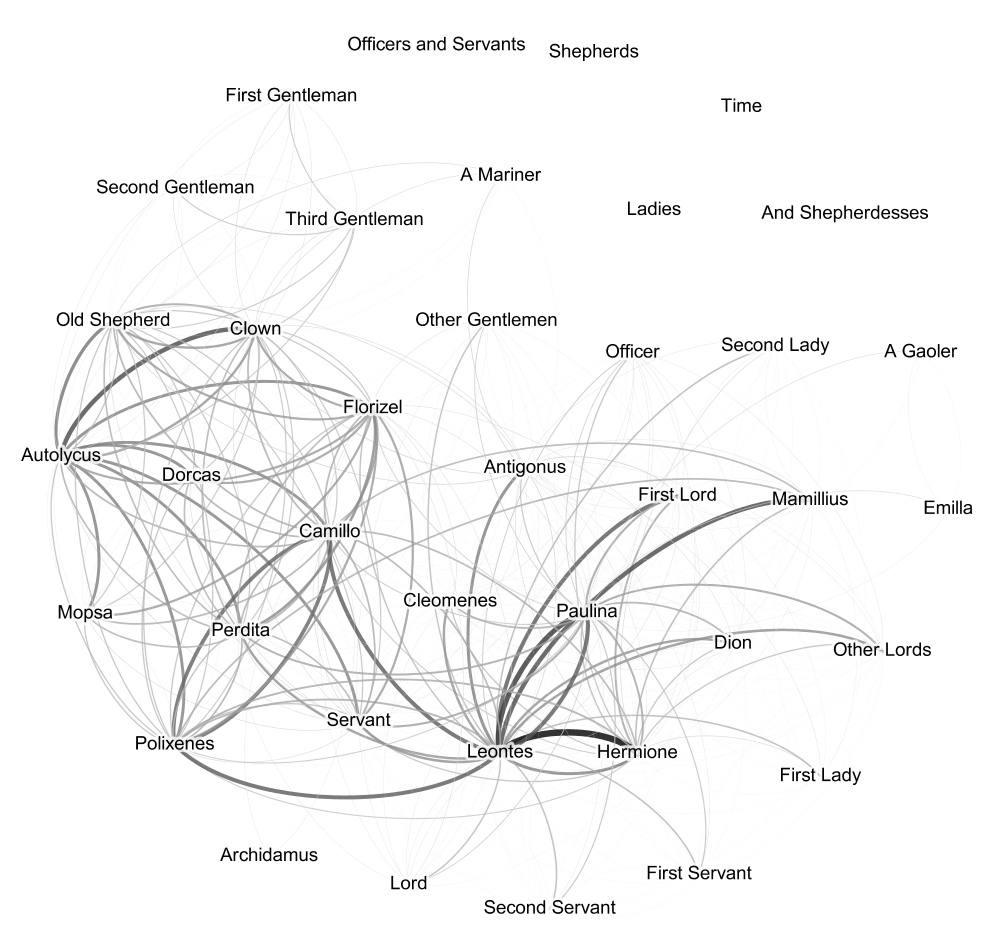 Officers and Servants
Shepherds
First Gentleman
Time
A Mariner
Second Gentleman
Ladies
And Shepherdesses
Third Gentleman
Old Shepherd
Clown
Other Gentlemen
Officer
Second Lady
A Gaoler
Florizel
Autolycus
Dorcas
Antigonus
First Lord
Mamillius
Emilla
Camillo
Mopsa
Cleomenes
Paulina
Perdita
Dion
Other Lords
Servant
Polixenes
Leontes
Hermione
First Lady
Archidamus
Lord
First Servant
Second Servant